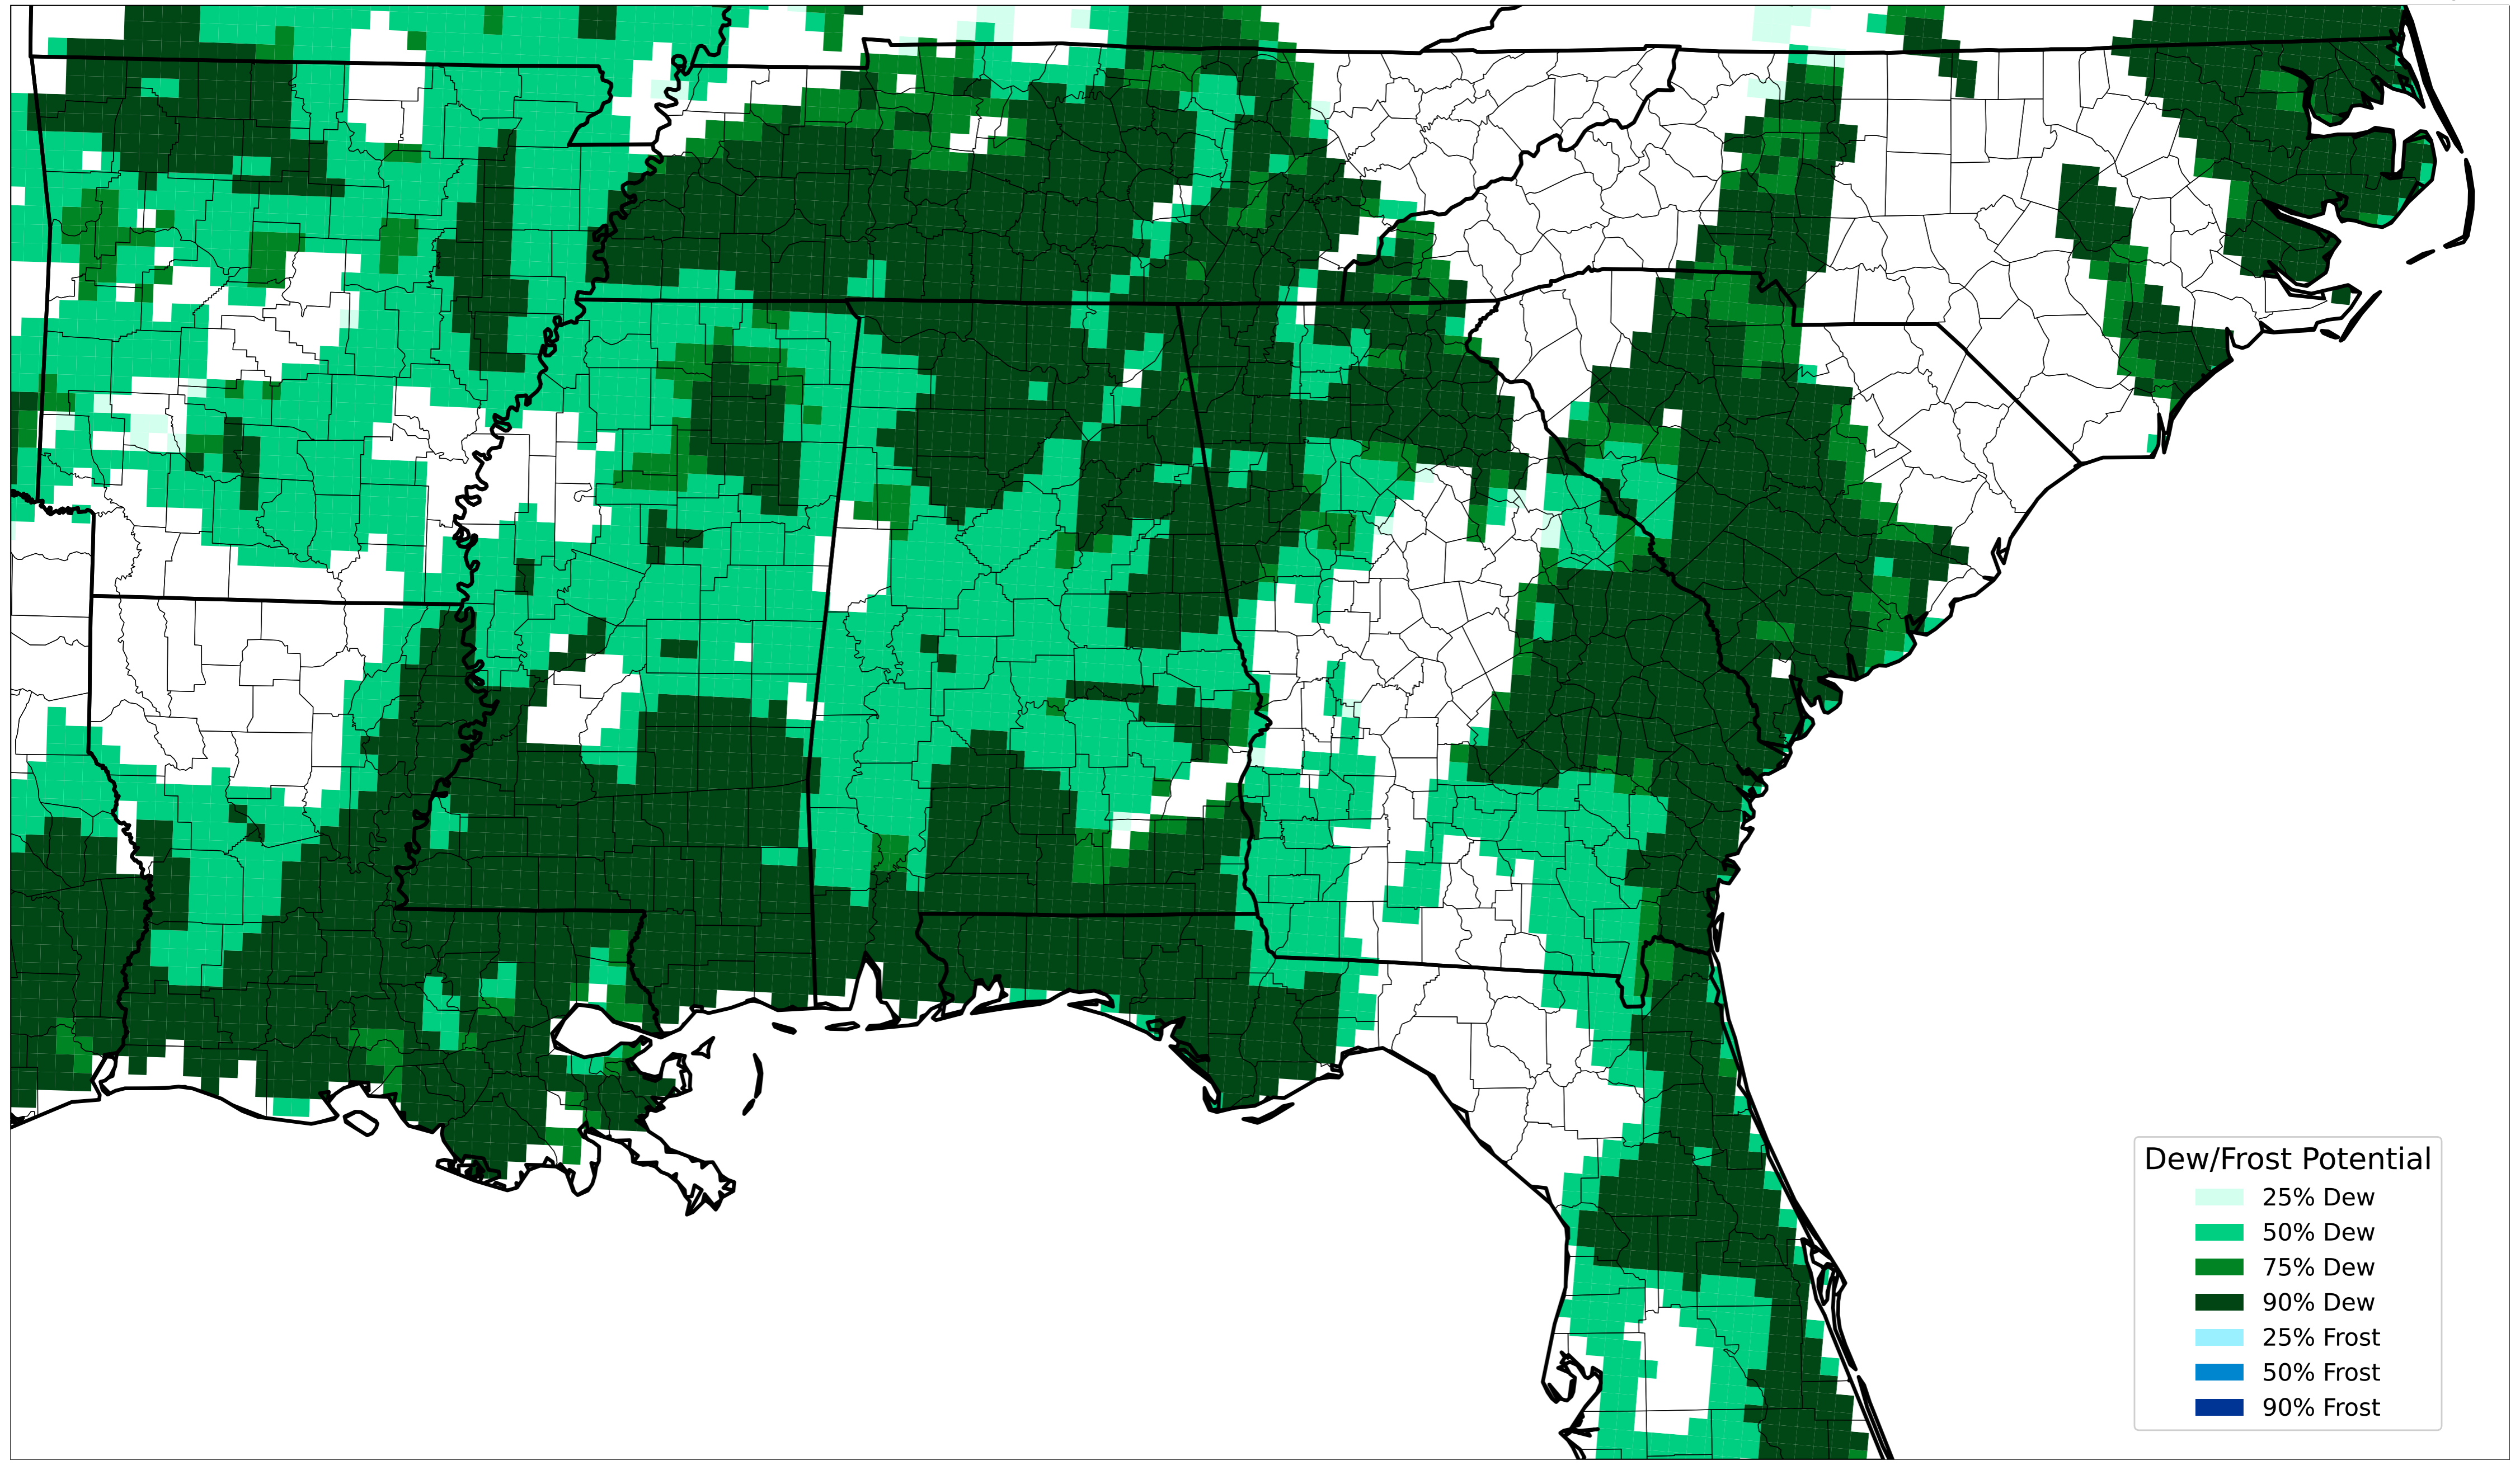 Dew/Frost Potential
25% Dew
50% Dew
75% Dew
90% Dew
25% Frost
50% Frost
90% Frost